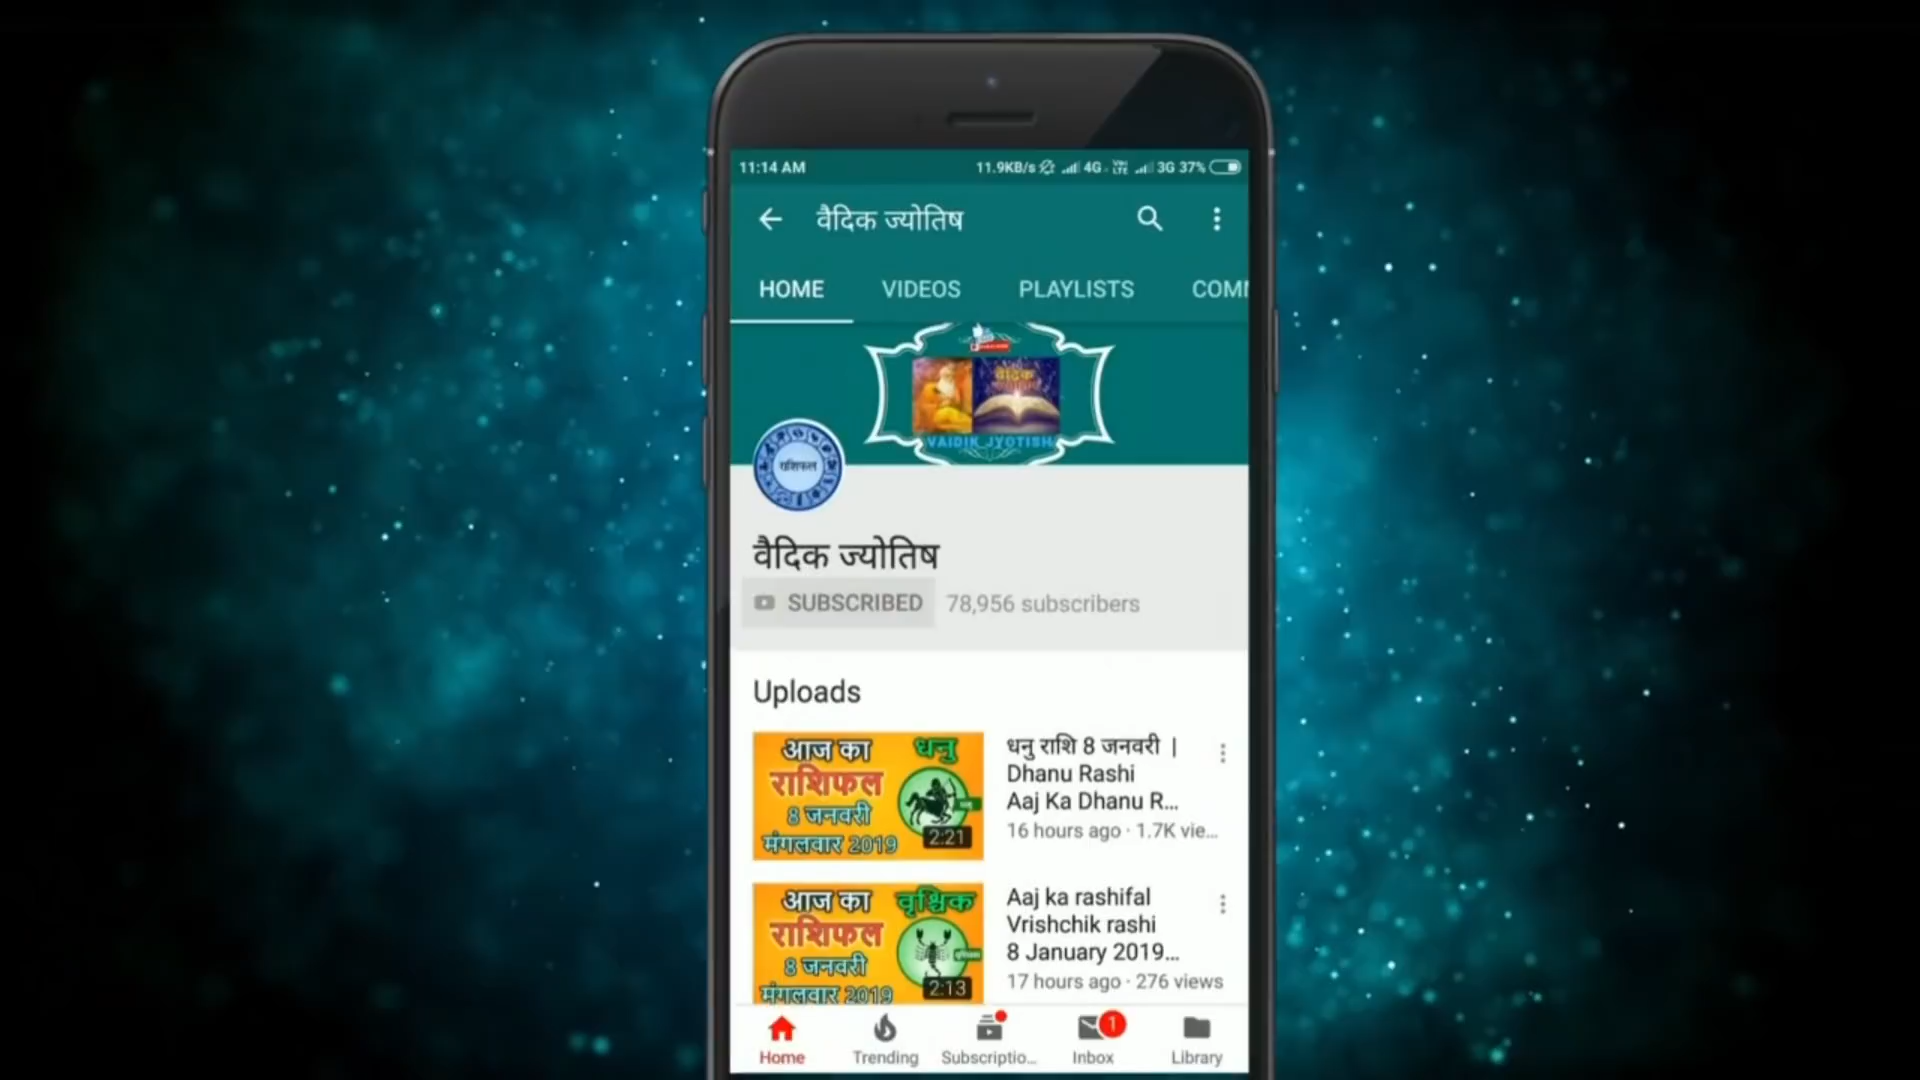 11:14 AM 11.9KB/s 4G VoLTE 3G 37%
वैदिक ज्योतिष
HOME VIDEOS PLAYLISTS COMM
वैदिक
VAIDIK JYOTISH
राशिफल
वैदिक ज्योतिष
SUBSCRIBED 78,956 subscribers
Uploads
आज का धनु
राशिफल
8 जनवरी
मंगलवार 2019
2:21
धनु राशि 8 जनवरी |
Dhanu Rashi
Aaj Ka Dhanu R...
16 hours ago · 1.7K vie...
आज का वृश्चिक
राशिफल
8 जनवरी
मंगलवार 2019
2:13
Aaj ka rashifal
Vrishchik rashi
8 January 2019...
17 hours ago · 276 views
1
Home Trending Subscriptio... Inbox Library